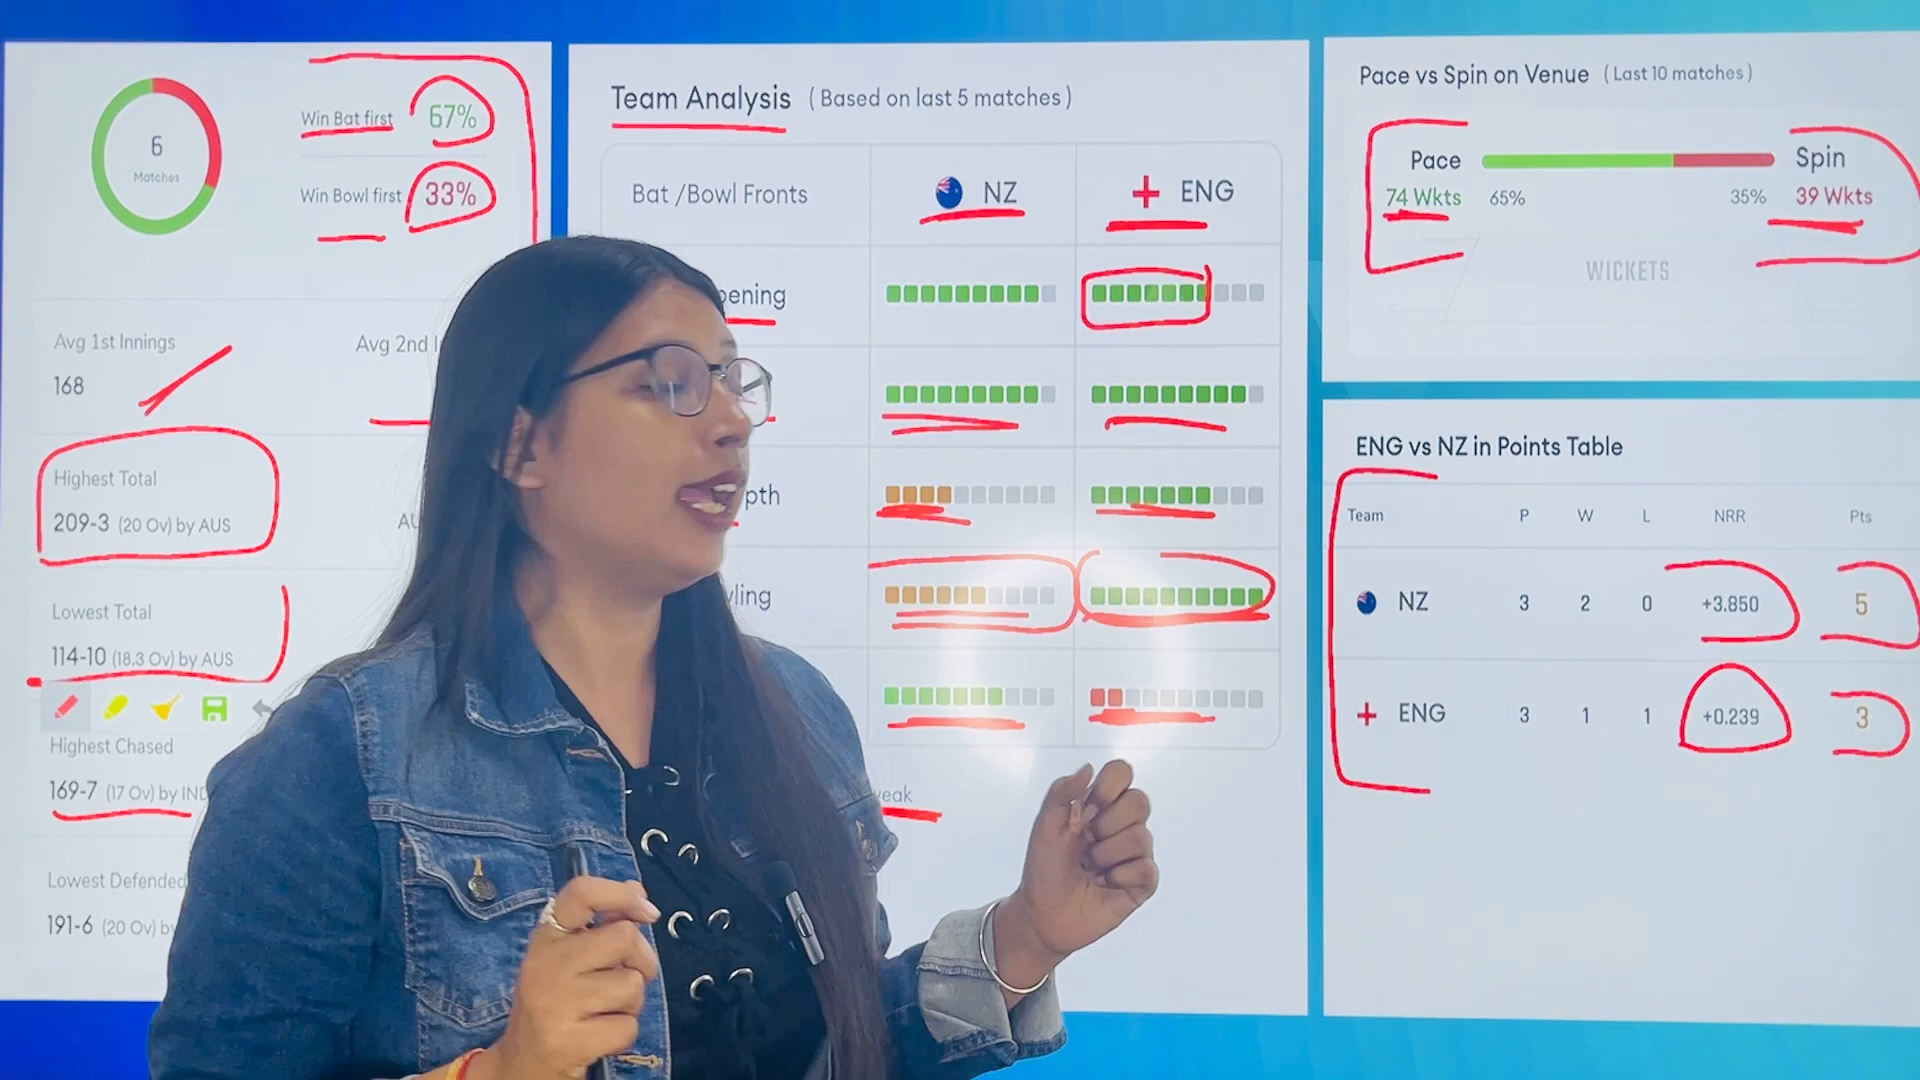 6
Matches
Win Bat first 67%
Win Bowl first 33%
Avg 1st Innings
168
Avg 2nd
Highest Total
209-3 (20 Ov) by AUS
Lowest Total
114-10 (18.3 Ov) by AUS
Highest Chased
169-7 (17 Ov) by IND
Lowest Defended
191-6 (20 Ov)
Team Analysis (Based on last 5 matches)
Bat /Bowl Fronts NZ ENG
pening
pth
ling
eak
Pace vs Spin on Venue (Last 10 matches)
Pace Spin
74 Wkts 65% 35% 39 Wkts
WICKETS
ENG vs NZ in Points Table
Team P W L NRR Pts
NZ 3 2 0 +3.850 5
ENG 3 1 1 +0.239 3